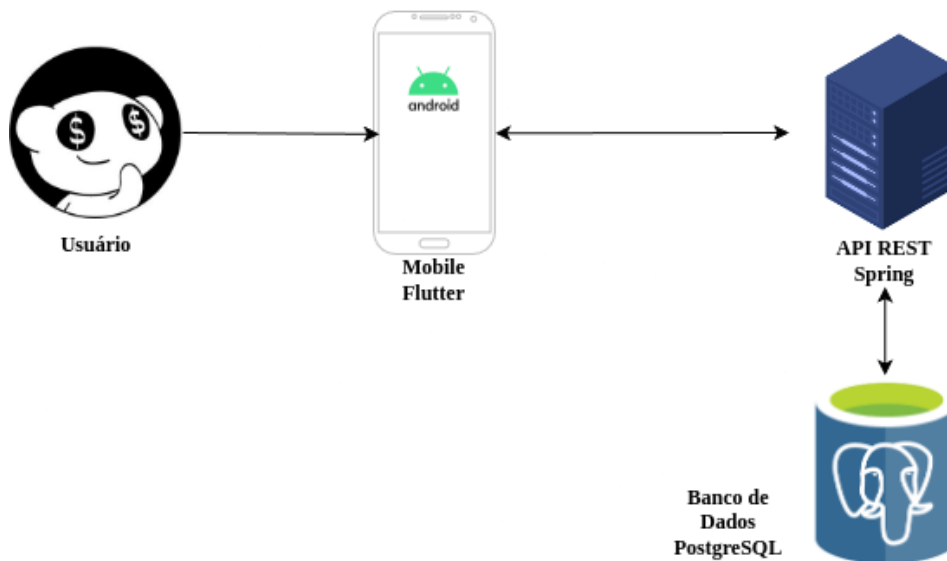 android
$ $
Usuário
Mobile
Flutter
API REST
Spring
Banco de
Dados
PostgreSQL